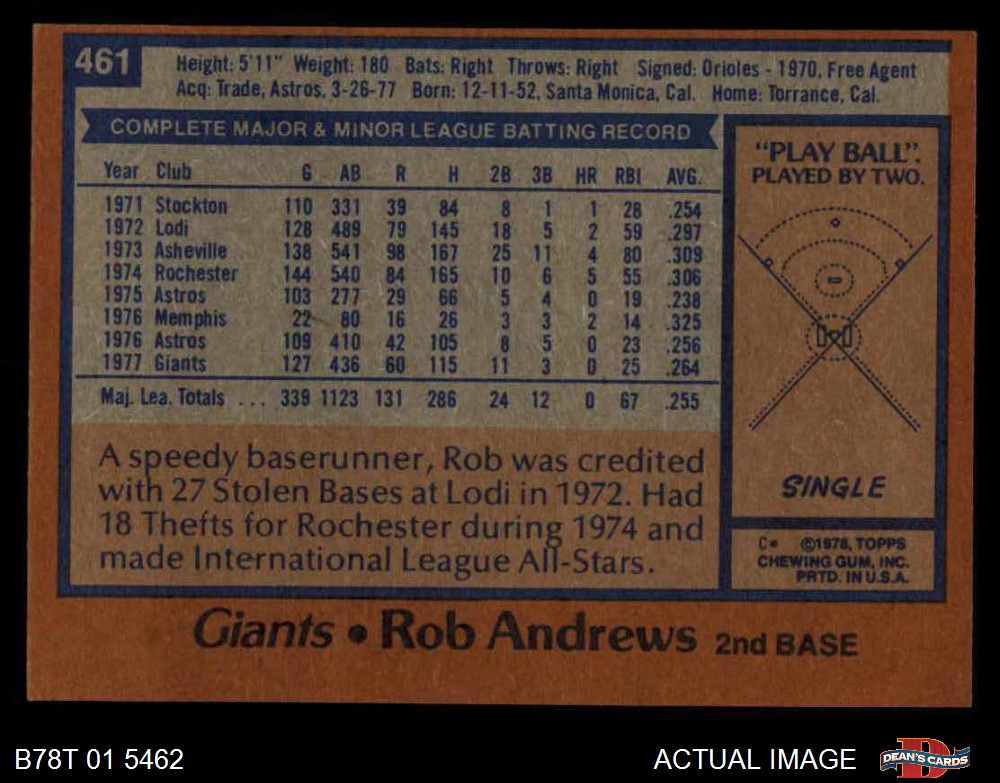 461
Height: 5'11" Weight: 180 Bats: Right Throws: Right Signed: Orioles - 1970, Free Agent
Acq: Trade, Astros, 3-26-77 Born: 12-11-52, Santa Monica, Cal. Home: Torrance, Cal.
COMPLETE MAJOR & MINOR LEAGUE BATTING RECORD
Year Club G AB R H 2B 3B HR RBI AVG.
1971 Stockton 110 331 39 84 8 1 1 28 .254
1972 Lodi 128 489 79 145 18 5 2 59 .297
1973 Asheville 138 541 98 167 25 11 4 80 .309
1974 Rochester 144 540 84 165 10 6 5 55 .306
1975 Astros 103 277 29 66 5 4 0 19 .238
1976 Memphis 22 80 16 26 3 3 2 14 .325
1976 Astros 109 410 42 105 8 5 0 23 .256
1977 Giants 127 436 60 115 11 3 0 25 .264
Maj. Lea. Totals ... 339 1123 131 286 24 12 0 67 .255
A speedy baserunner, Rob was credited
with 27 Stolen Bases at Lodi in 1972. Had
18 Thefts for Rochester during 1974 and
made International League All-Stars.
"PLAY BALL".
PLAYED BY TWO.
SINGLE
C* ©1978, TOPPS
CHEWING GUM, INC.
PRTD. IN U.S.A.
Giants • Rob Andrews 2nd BASE
B78T 01 5462
ACTUAL IMAGE
DEAN'S CARDS